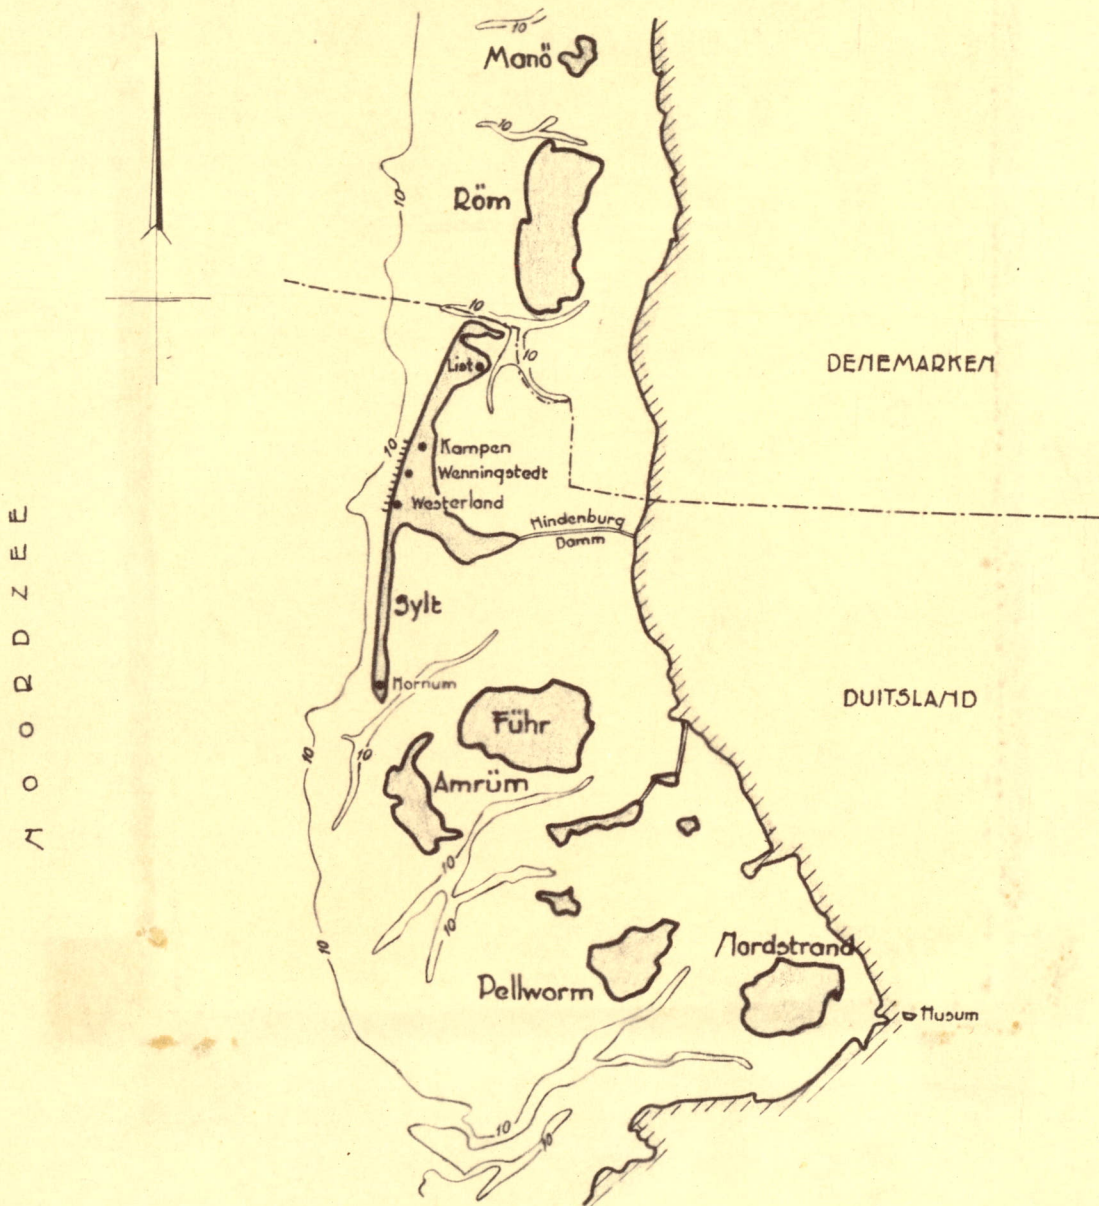 10
Manö
10
Röm
10
10
10
List
DENEMARKEN
10
Kampen
Wenningstedt
Westerland
Hindenburg
Damm
NOORDZEE
Sylt
Hornum
Führ
DUITSLAND
10
10
Amrüm
10
10
10
Nordstrand
Pellworm
Husum
10
10